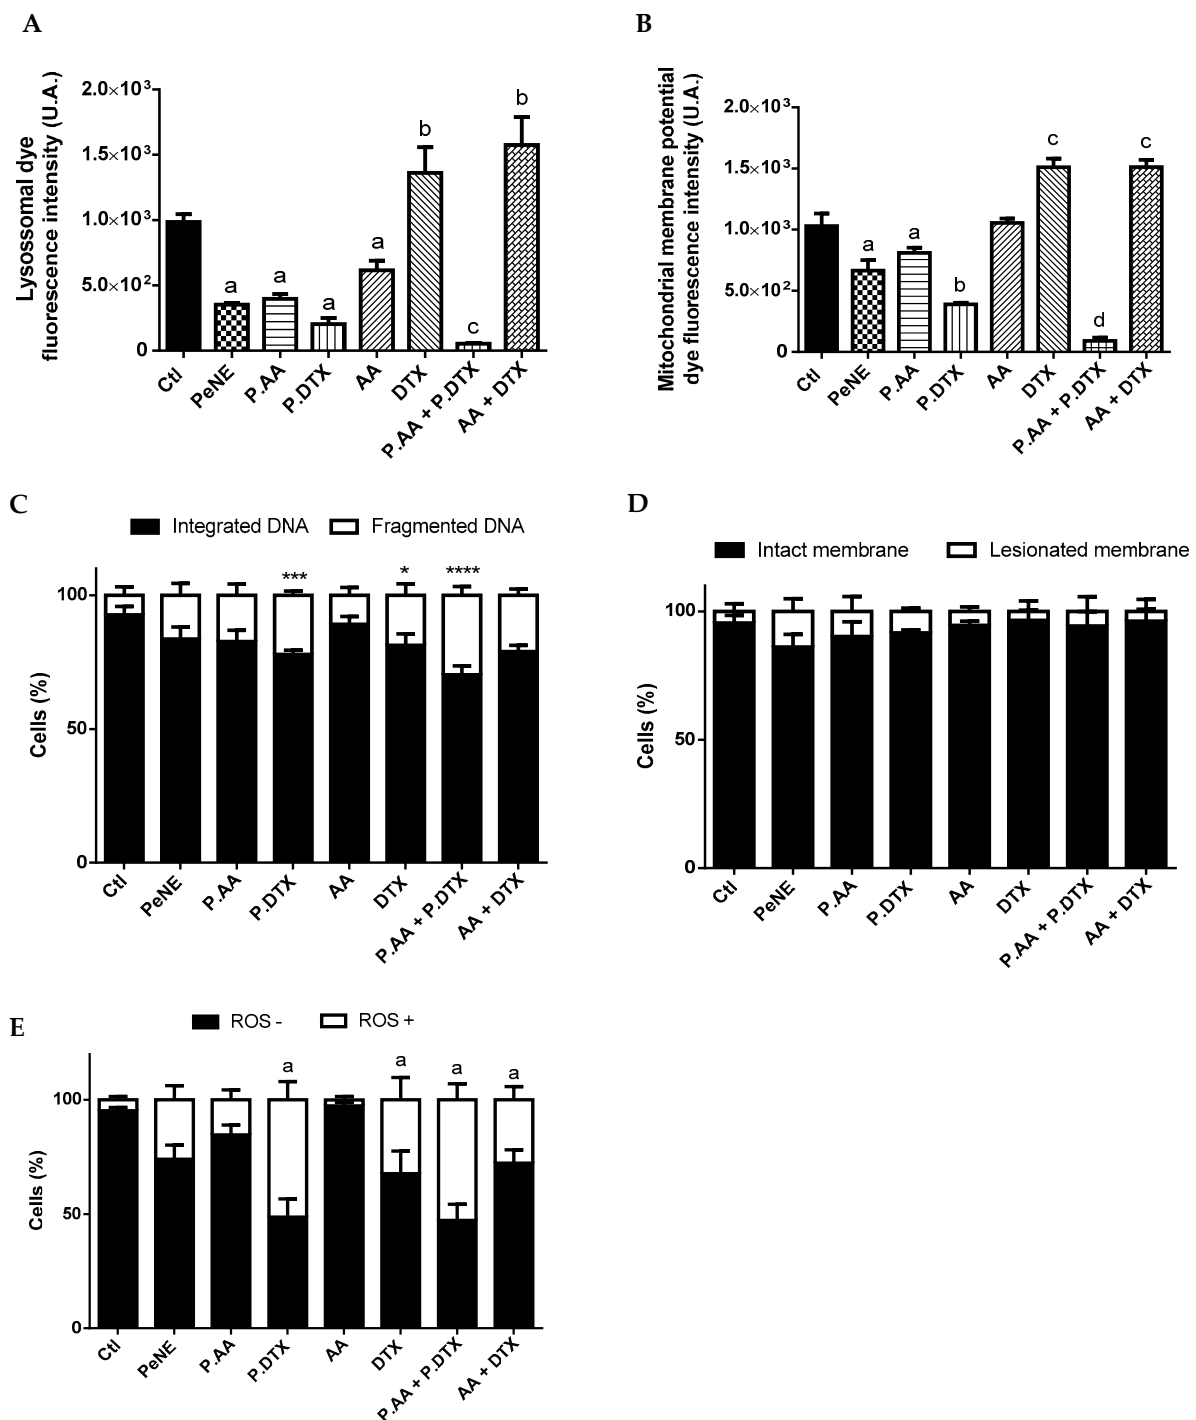 A
Lysossomal dye
fluorescence intensity (U.A.)
2.0×10³
1.5×10³
1.0×10³
5.0×10²
0
a
a
a
a
b
c
b
Ctl
PeNE
P.AA
P.DTX
AA
DTX
P.AA + P.DTX
AA + DTX
B
Mitochondrial membrane potential
dye fluorescence intensity (U.A.)
2.0×10³
1.5×10³
1.0×10³
5.0×10²
0
a
a
b
c
d
c
Ctl
PeNE
P.AA
P.DTX
AA
DTX
P.AA + P.DTX
AA + DTX
C
Integrated DNA
Fragmented DNA
Cells (%)
100
50
0
***
*
****
Ctl
PeNE
P.AA
P.DTX
AA
DTX
P.AA + P.DTX
AA + DTX
D
Intact membrane
Lesionated membrane
Cells (%)
100
50
0
Ctl
PeNE
P.AA
P.DTX
AA
DTX
P.AA + P.DTX
AA + DTX
E
ROS -
ROS +
Cells (%)
100
50
0
a
a
a
a
Ctl
PeNE
P.AA
P.DTX
AA
DTX
P.AA + P.DTX
AA + DTX